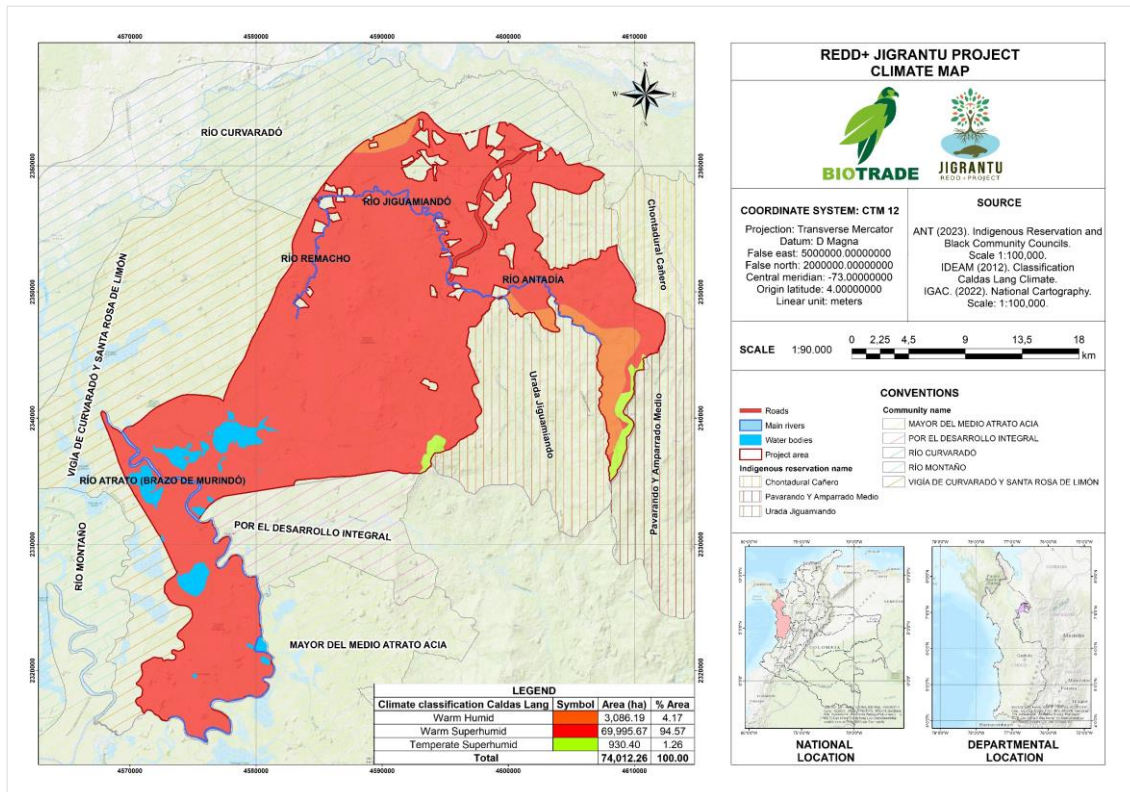 4570000 4580000 4590000 4600000 4610000
2360000
2350000
2340000
2330000
2320000
N
W E
S
RÍO CURVARADÓ
RÍO JIGUAMIANDÓ
RÍO REMACHO
RÍO ANTADÍA
Chontadural Cañero
VIGÍA DE CURVARADÓ Y SANTA ROSA DE LIMÓN
Urada Jiguamiando
Pavarando Y Amparrado Medio
RÍO ATRATO (BRAZO DE MURINDÓ)
POR EL DESARROLLO INTEGRAL
RÍO MONTAÑO
MAYOR DEL MEDIO ATRATO ACIA
LEGEND
Climate classification Caldas Lang Symbol Area (ha) % Area
Warm Humid 3,086.19 4.17
Warm Superhumid 69,995.67 94.57
Temperate Superhumid 930.40 1.26
Total 74,012.26 100.00
4570000 4580000 4590000 4600000 4610000
REDD+ JIGRANTU PROJECT
CLIMATE MAP
BIOTRADE
JIGRANTU
REDD+PROJECT
COORDINATE SYSTEM: CTM 12
Projection: Transverse Mercator
Datum: D Magna
False east: 5000000.00000000
False north: 2000000.00000000
Central meridian: -73.00000000
Origin latitude: 4.00000000
Linear unit: meters
SOURCE
ANT (2023). Indigenous Reservation and
Black Community Councils.
Scale 1:100,000.
IDEAM (2012). Classification
Caldas Lang Climate.
IGAC. (2022). National Cartography.
Scale: 1:100,000.
SCALE 1:90.000
0 2,25 4,5 9 13,5 18
km
CONVENTIONS
Roads
Main rivers
Water bodies
Project area
Indigenous reservation name
Chontadural Cañero
Pavarando Y Amparrado Medio
Urada Jiguamiando
Community name
MAYOR DEL MEDIO ATRATO ACIA
POR EL DESARROLLO INTEGRAL
RÍO CURVARADÓ
RÍO MONTAÑO
VIGÍA DE CURVARADÓ Y SANTA ROSA DE LIMÓN
COLOMBIA
NATIONAL
LOCATION
DEPARTMENTAL
LOCATION